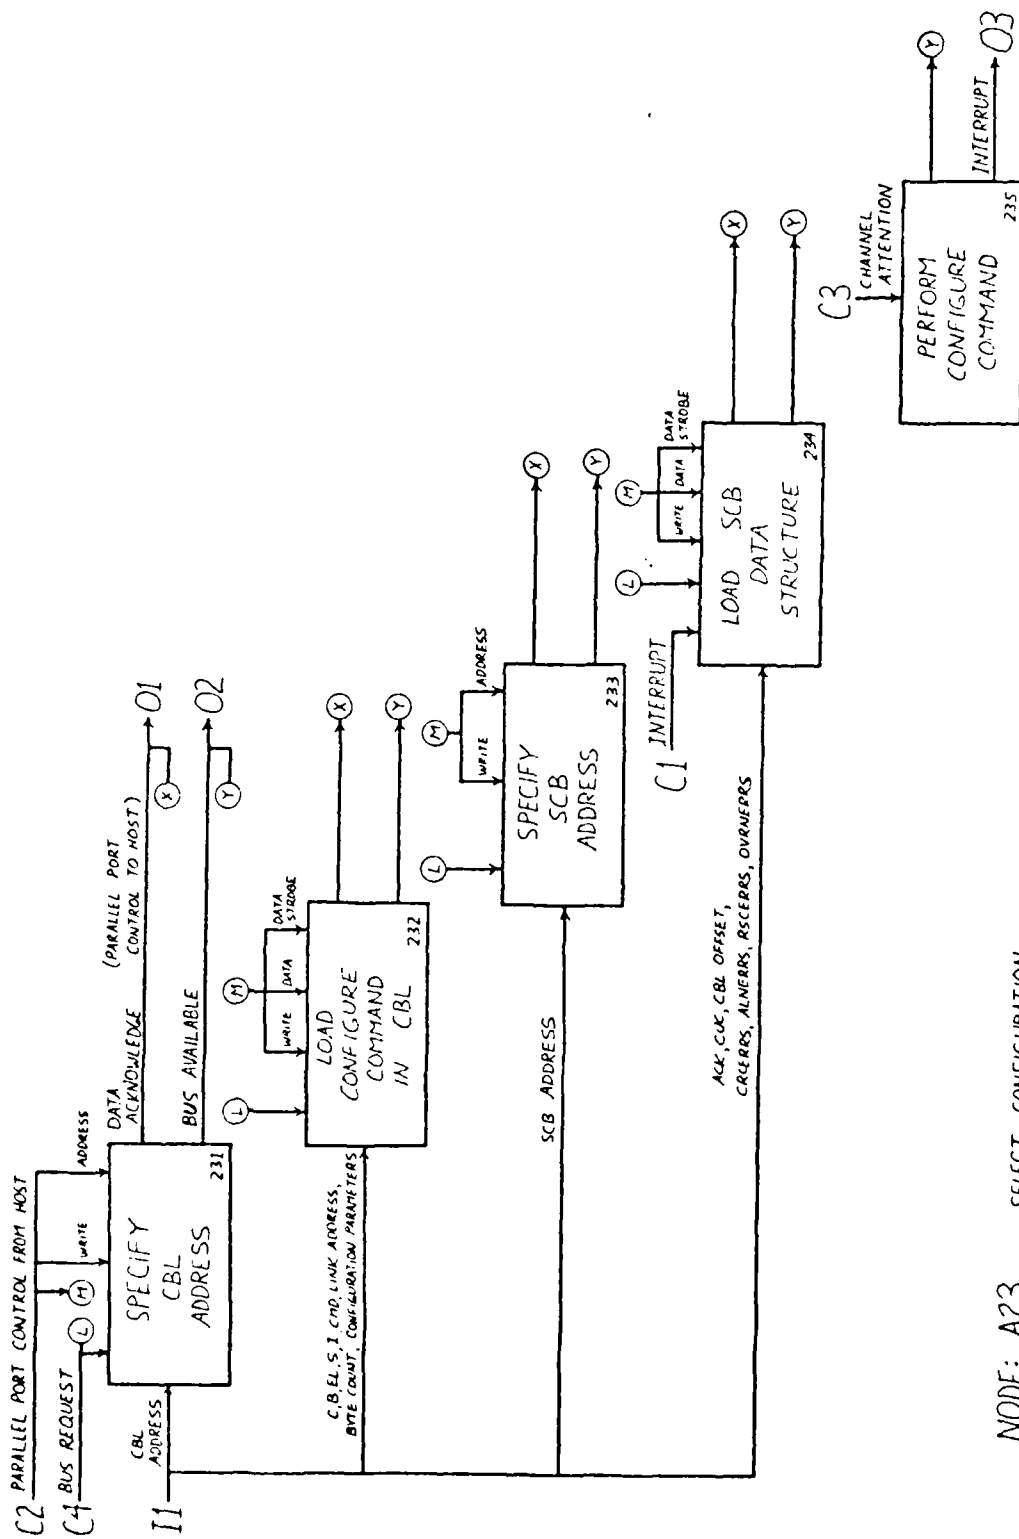 C2 PARALLEL PORT CONTROL FROM HOST
C4 BUS REQUEST
L
M
WRITE
ADDRESS
I1
CBL
ADDRESS
SPECIFY
CBL
ADDRESS
231
DATA
ACKNOWLEDGE
(PARALLEL PORT
CONTROL TO HOST)
X
O1
BUS AVAILABLE
Y
O2
C,B,EL,S,I CMD, LINK ADDRESS,
BYTE COUNT, CONFIGURATION PARAMETERS
L
M
WRITE
DATA
DATA
STROBE
LOAD
CONFIGURE
COMMAND
IN CBL
232
X
Y
SCB ADDRESS
L
M
WRITE
ADDRESS
SPECIFY
SCB
ADDRESS
233
X
Y
ACK, CUC, CBL OFFSET,
CRCERRS, ALNERRS, RSCERRS, OVRNERRS
C1 INTERRUPT
L
M
WRITE
DATA
DATA
STROBE
LOAD SCB
DATA
STRUCTURE
234
X
Y
C3
CHANNEL
ATTENTION
PERFORM
CONFIGURE
COMMAND
235
Y
INTERRUPT
O3
NODE: A23 SELECT CONFIGURATION